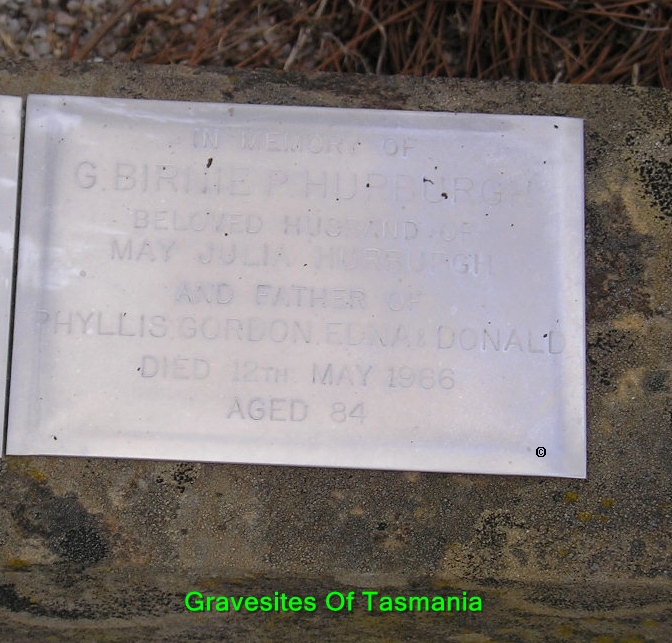 IN MEMORY OF
G. BIRNIE P. HURBURGH
BELOVED HUSBAND OF
MAY JULIA HURBURGH
AND FATHER OF
PHYLLIS, GORDON, EDNA & DONALD
DIED 12TH MAY 1966
AGED 84
©
Gravesites Of Tasmania